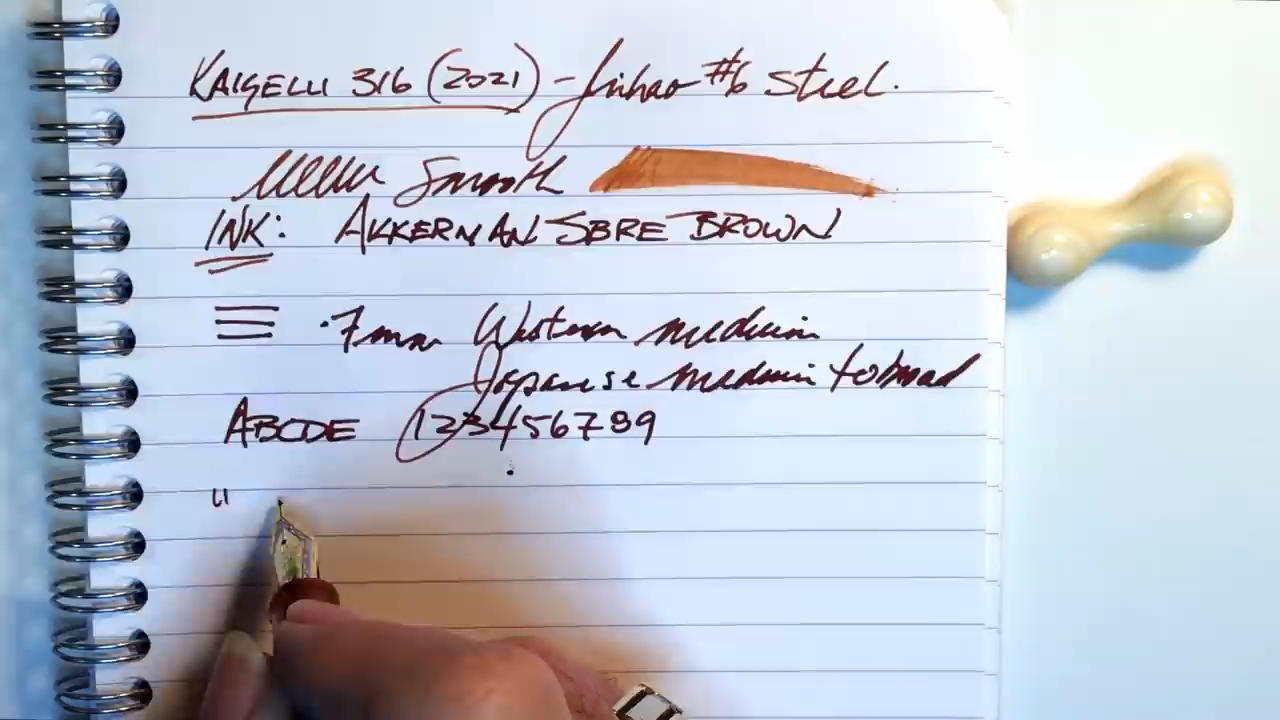 KAIGELU 316 (2021) - Jinhao #6 Steel.
Smooth
INK: AKKERMAN SBRE BROWN
7mm Western medium
Japanese medium to broad
ABCDE 123456789
"